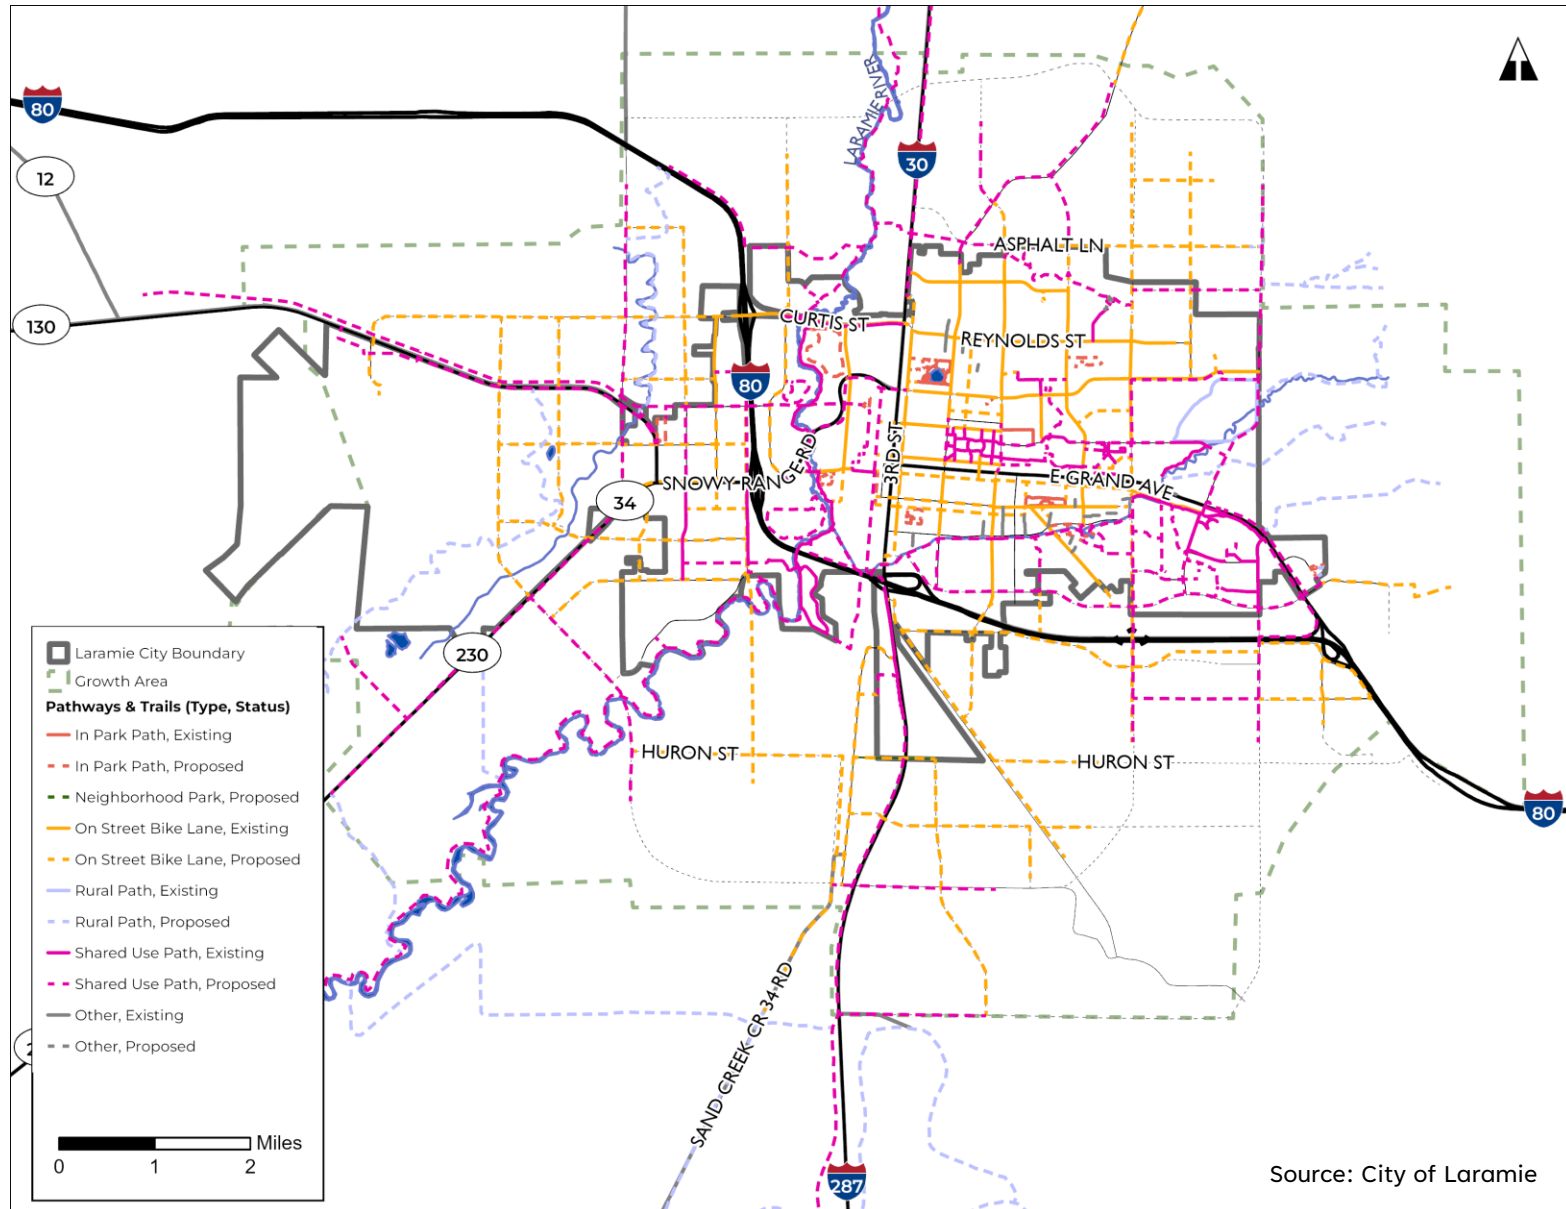 80
12
130
LARAMIE RIVER
30
ASPHALT LN
CURTIS ST
REYNOLDS ST
80
3RD ST
SNOWY RANGE RD
E GRAND AVE
34
230
HURON ST
HURON ST
80
SAND CREEK CR 34 RD
287
Laramie City Boundary
Growth Area
Pathways & Trails (Type, Status)
In Park Path, Existing
In Park Path, Proposed
Neighborhood Park, Proposed
On Street Bike Lane, Existing
On Street Bike Lane, Proposed
Rural Path, Existing
Rural Path, Proposed
Shared Use Path, Existing
Shared Use Path, Proposed
Other, Existing
Other, Proposed
Miles
0 1 2
Source: City of Laramie